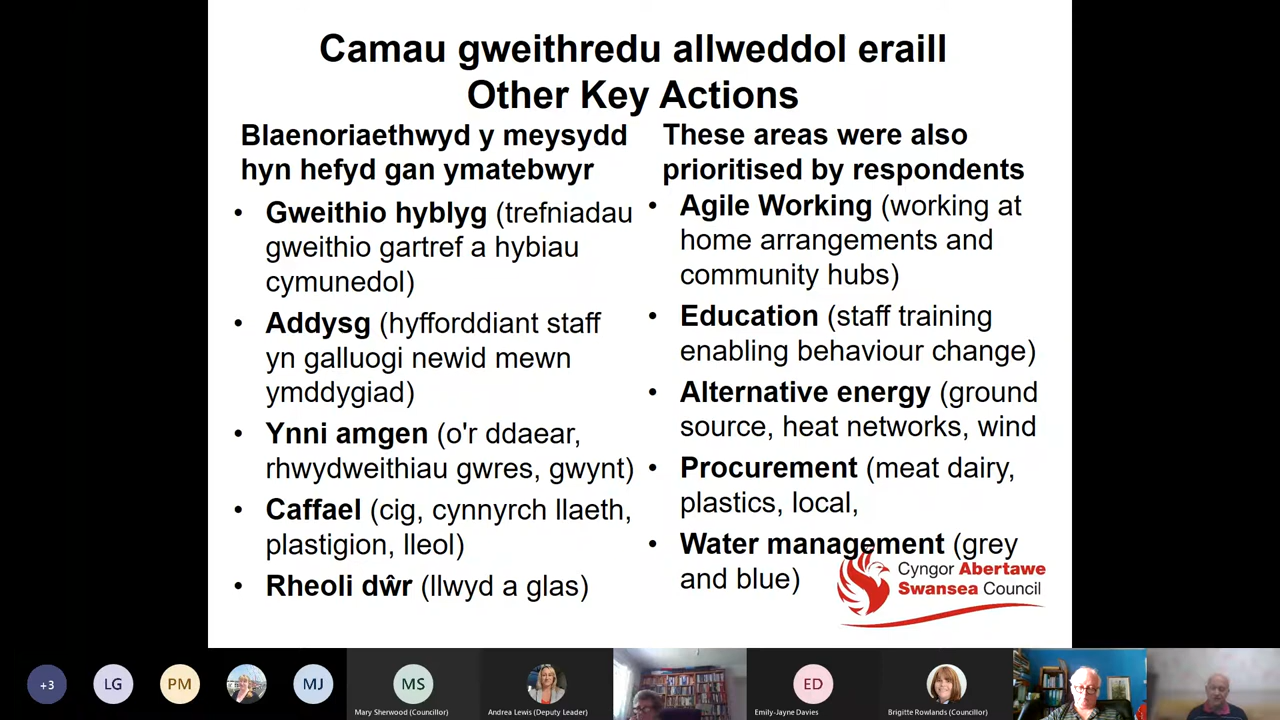 Camau gweithredu allweddol eraill
Other Key Actions
Blaenoriaethwyd y meysydd
hyn hefyd gan ymatebwyr
• Gweithio hyblyg (trefniadau
gweithio gartref a hybiau
cymunedol)
• Addysg (hyfforddiant staff
yn galluogi newid mewn
ymddygiad)
• Ynni amgen (o'r ddaear,
rhwydweithiau gwres, gwynt)
• Caffael (cig, cynnyrch llaeth,
plastigion, lleol)
• Rheoli dŵr (llwyd a glas)
These areas were also
prioritised by respondents
• Agile Working (working at
home arrangements and
community hubs)
• Education (staff training
enabling behaviour change)
• Alternative energy (ground
source, heat networks, wind
• Procurement (meat dairy,
plastics, local,
• Water management (grey
and blue)
Cyngor Abertawe
Swansea Council
+3
LG
PM
MJ
MS
Mary Sherwood (Councillor)
Andrea Lewis (Deputy Leader)
ED
Emily-Jayne Davies
Brigitte Rowlands (Councillor)